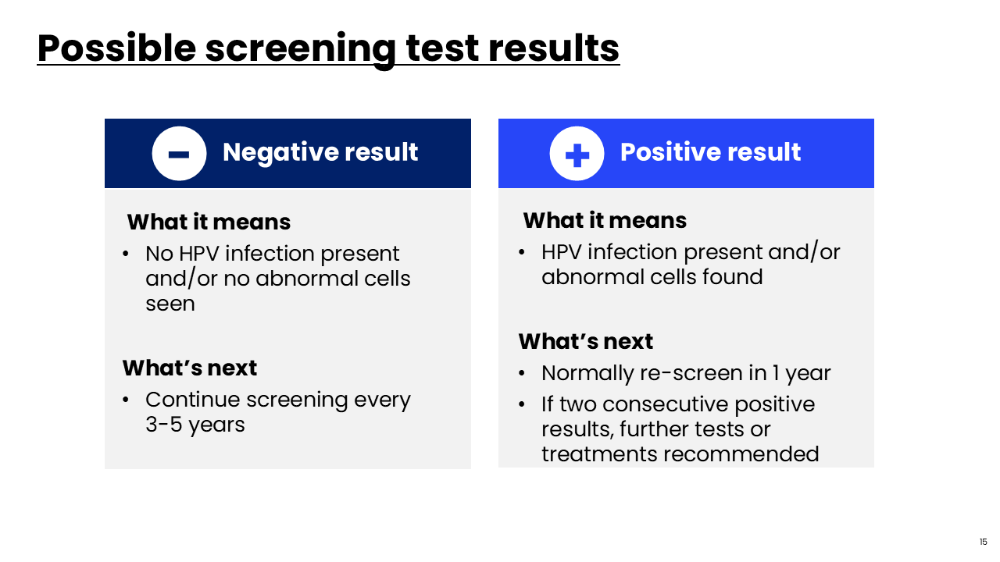 Possible screening test results
Negative result
What it means
• No HPV infection present
and/or no abnormal cells
seen
What’s next
• Continue screening every
3-5 years
Positive result
What it means
• HPV infection present and/or
abnormal cells found
What’s next
• Normally re-screen in 1 year
• If two consecutive positive
results, further tests or
treatments recommended
15